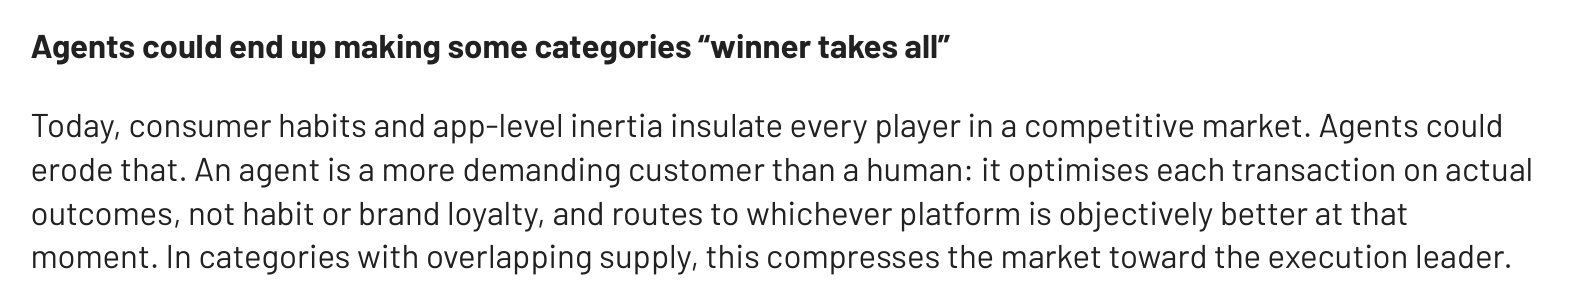 Agents could end up making some categories “winner takes all”
Today, consumer habits and app-level inertia insulate every player in a competitive market. Agents could
erode that. An agent is a more demanding customer than a human: it optimises each transaction on actual
outcomes, not habit or brand loyalty, and routes to whichever platform is objectively better at that
moment. In categories with overlapping supply, this compresses the market toward the execution leader.